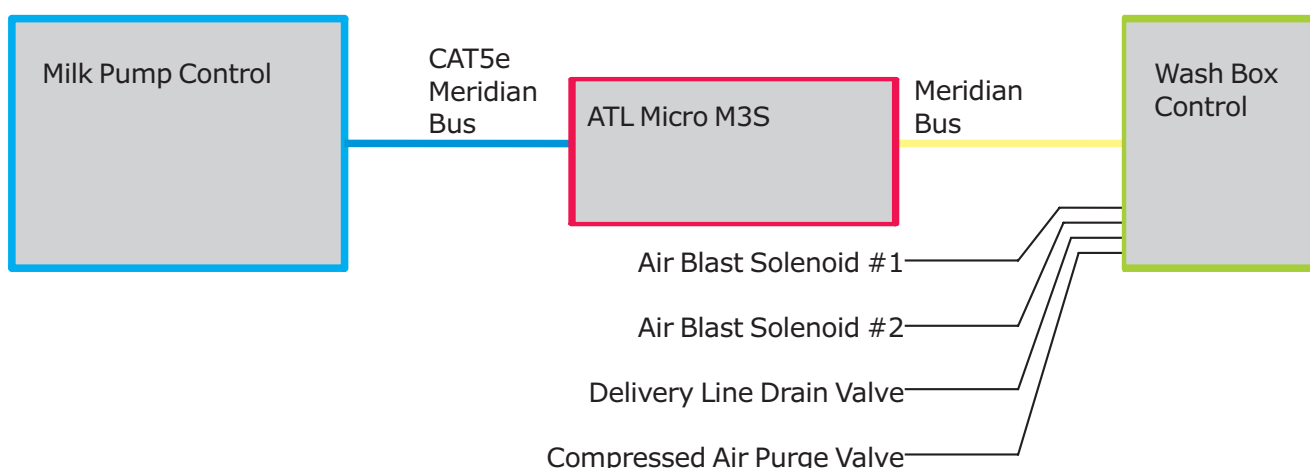 Milk Pump Control
CAT5e
Meridian
Bus
ATL Micro M3S
Meridian
Bus
Wash Box
Control
Air Blast Solenoid #1
Air Blast Solenoid #2
Delivery Line Drain Valve
Compressed Air Purge Valve